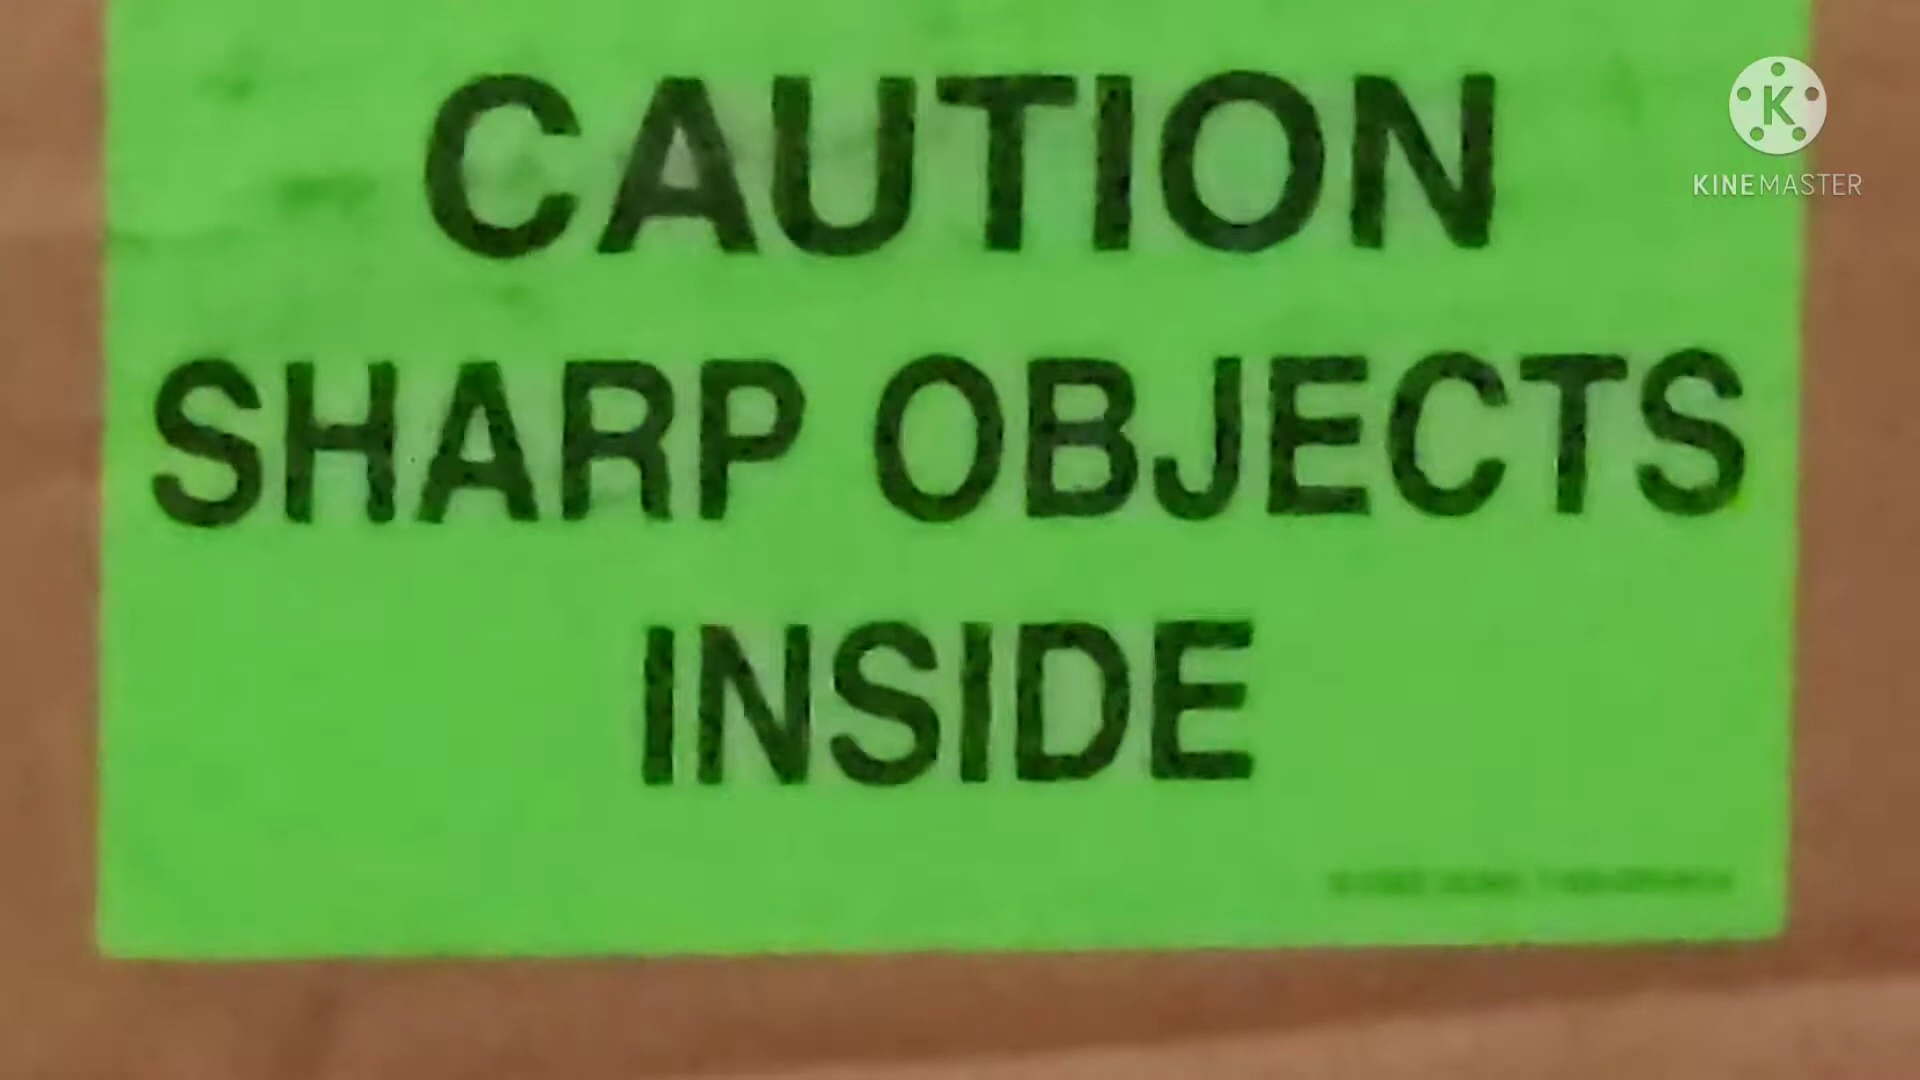 CAUTION
SHARP OBJECTS
INSIDE
K
KINEMASTER